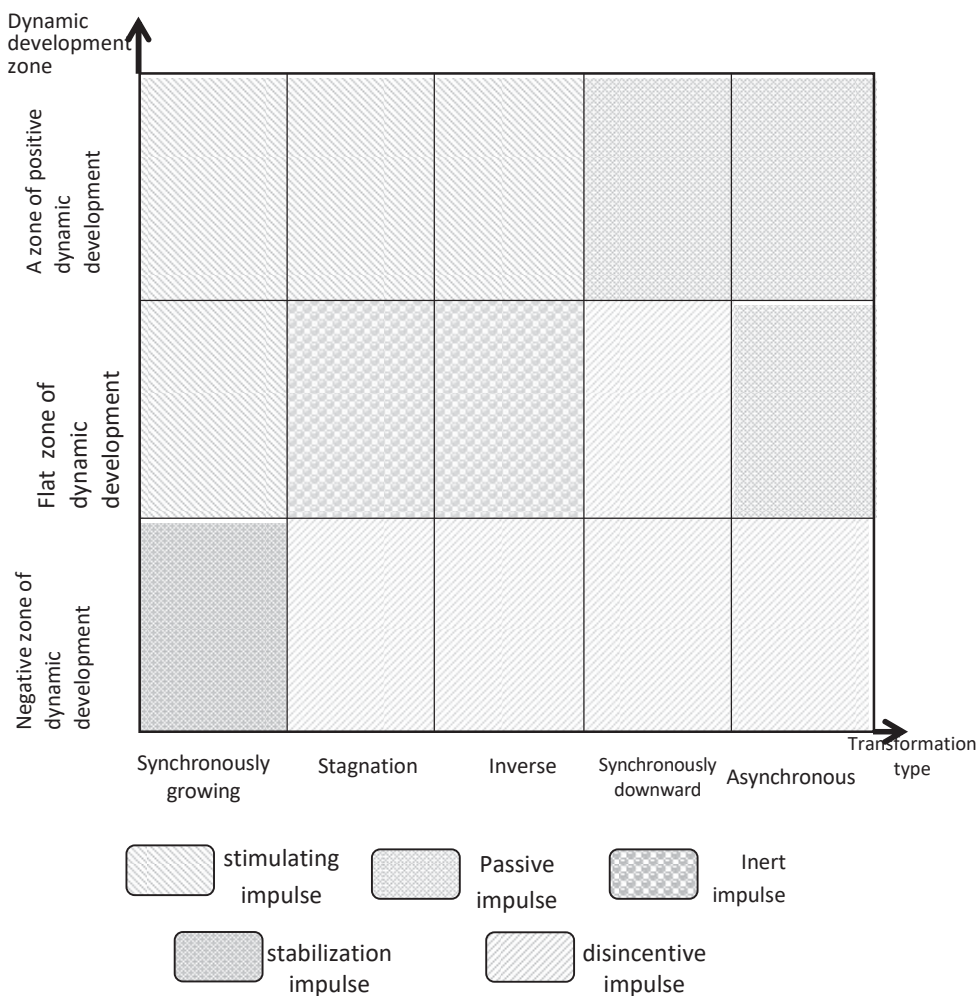 Dynamic
development
zone
A zone of positive
dynamic
development
Flat zone of
dynamic
development
Negative zone of
dynamic
development
Synchronously
growing
Stagnation
Inverse
Synchronously
downward
Asynchronous
Transformation
type
stimulating
impulse
Passive
impulse
Inert
impulse
stabilization
impulse
disincentive
impulse